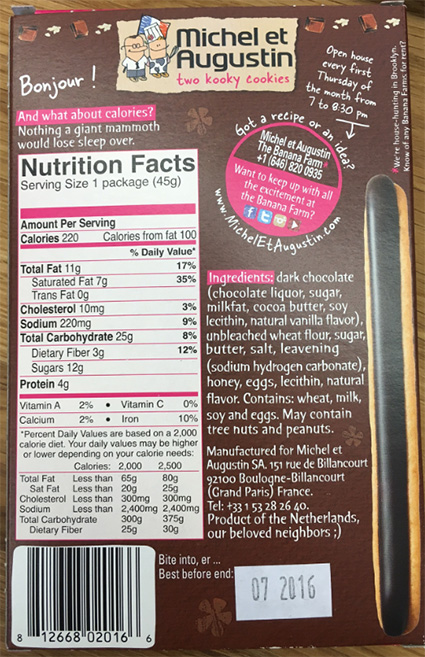 Bonjour !
Michel et
Augustin
two kooky cookies
Open house
every first
Thursday of
the month from
7 to 8:30 pm
*We're house-hunting in Brooklyn.
Know of any Banana Farms for rent?
And what about calories?
Nothing a giant mammoth
would lose sleep over.
Got a recipe or an idea?
Michel et Augustin
The Banana Farm*
+1 (646) 820 0935
Want to keep up with all
the excitement at
the Banana Farm?
www.MichelEtAugustin.com
Nutrition Facts
Serving Size 1 package (45g)
Amount Per Serving
Calories 220 Calories from fat 100
% Daily Value*
Total Fat 11g 17%
Saturated Fat 7g 35%
Trans Fat 0g
Cholesterol 10mg 3%
Sodium 220mg 9%
Total Carbohydrate 25g 8%
Dietary Fiber 3g 12%
Sugars 12g
Protein 4g
Vitamin A 2% • Vitamin C 0%
Calcium 2% • Iron 10%
*Percent Daily Values are based on a 2,000
calorie diet. Your daily values may be higher
or lower depending on your calorie needs:
Calories: 2,000 2,500
Total Fat Less than 65g 80g
Sat Fat Less than 20g 25g
Cholesterol Less than 300mg 300mg
Sodium Less than 2,400mg 2,400mg
Total Carbohydrate 300g 375g
Dietary Fiber 25g 30g
Ingredients: dark chocolate
(chocolate liquor, sugar,
milkfat, cocoa butter, soy
lecithin, natural vanilla flavor),
unbleached wheat flour, sugar,
butter, salt, leavening
(sodium hydrogen carbonate),
honey, eggs, lecithin, natural
flavor. Contains: wheat, milk,
soy and eggs. May contain
tree nuts and peanuts.
Manufactured for Michel et
Augustin SA. 151 rue de Billancourt
92100 Boulogne-Billancourt
(Grand Paris) France.
Tel: +33 1 53 28 26 40.
Product of the Netherlands,
our beloved neighbors ;)
Bite into, er ...
Best before end:
07 2016
8 12668 02016 6